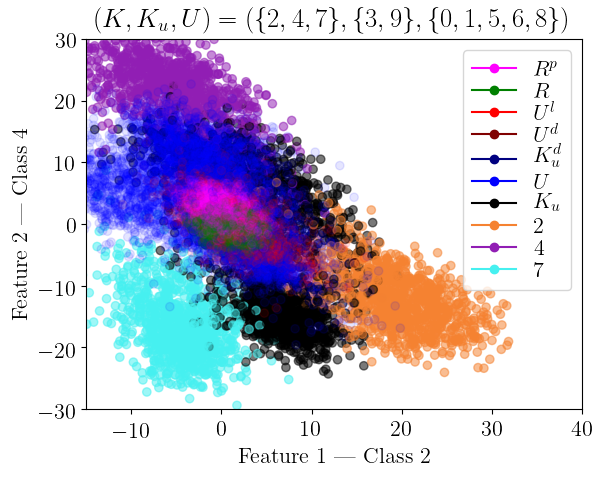 (K, K_u, U) = ({2, 4, 7}, {3, 9}, {0, 1, 5, 6, 8})
30
20
10
0
−10
−20
−30
Feature 2 — Class 4
R^p
R
U^l
U^d
K_u^d
U
K_u
2
4
7
−10
0
10
20
30
40
Feature 1 — Class 2